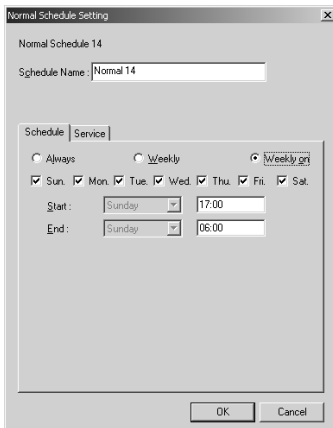 Normal Schedule Setting
Normal Schedule 14
Schedule Name : Normal 14
Schedule Service
Always Weekly Weekly on
Sun. Mon. Tue. Wed. Thu. Fri. Sat.
Start : Sunday 17:00
End : Sunday 06:00
OK Cancel